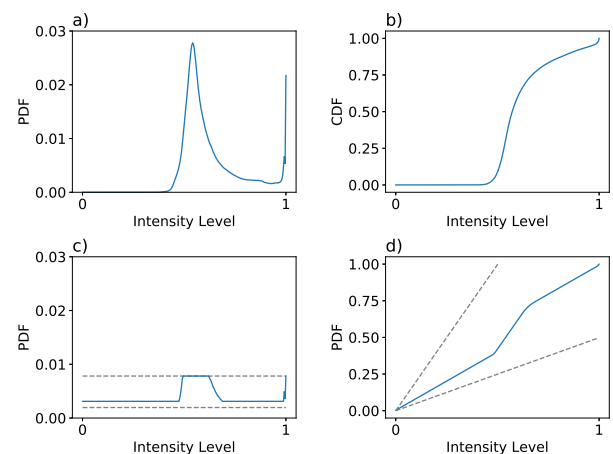 a)
0.03
0.02
0.01
0.00
PDF
0 1
Intensity Level
b)
1.00
0.75
0.50
0.25
0.00
CDF
0 1
Intensity Level
c)
0.03
0.02
0.01
0.00
PDF
0 1
Intensity Level
d)
1.00
0.75
0.50
0.25
0.00
PDF
0 1
Intensity Level